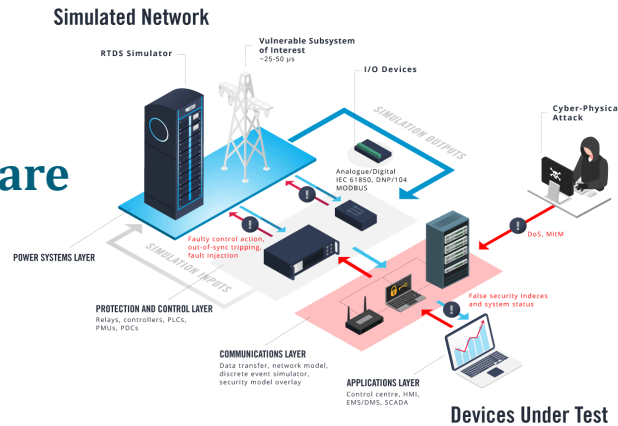 Simulated Network
RTDS Simulator
Vulnerable Subsystem
of Interest
~25-50 μs
I/O Devices
SIMULATION OUTPUTS
Cyber-Physica
Attack
are
Analogue/Digital
IEC 61850, DNP/104
MODBUS
!
!
!
DoS, MitM
POWER SYSTEMS LAYER
Faulty control action,
out-of-sync tripping,
fault injection
SIMULATION INPUTS
False security indeces
and system status
!
PROTECTION AND CONTROL LAYER
Relays, controllers, PLCs,
PMUs, PDCs
COMMUNICATIONS LAYER
Data transfer, network model,
discrete event simulator,
security model overlay
APPLICATIONS LAYER
Control centre, HMI,
EMS/DMS, SCADA
Devices Under Test